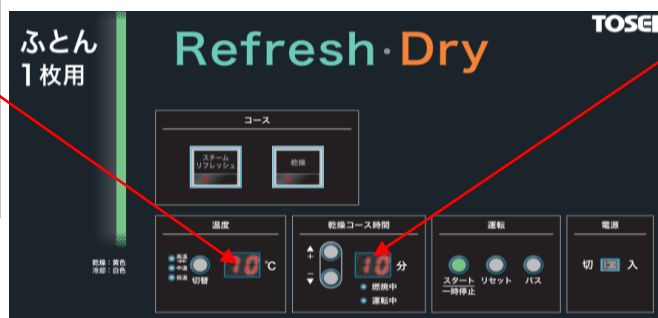 ふとん
1枚用
Refresh·Dry
TOSEI
コース
スチーム
リフレッシュ
乾燥
温度
高温
中温
低温
切替
10 ℃
乾燥コース時間
▲
+
−
▼
10 分
燃焼中
運転中
運転
スタート
一時停止
リセット
パス
電源
切
入
乾燥：黄色
冷却：白色